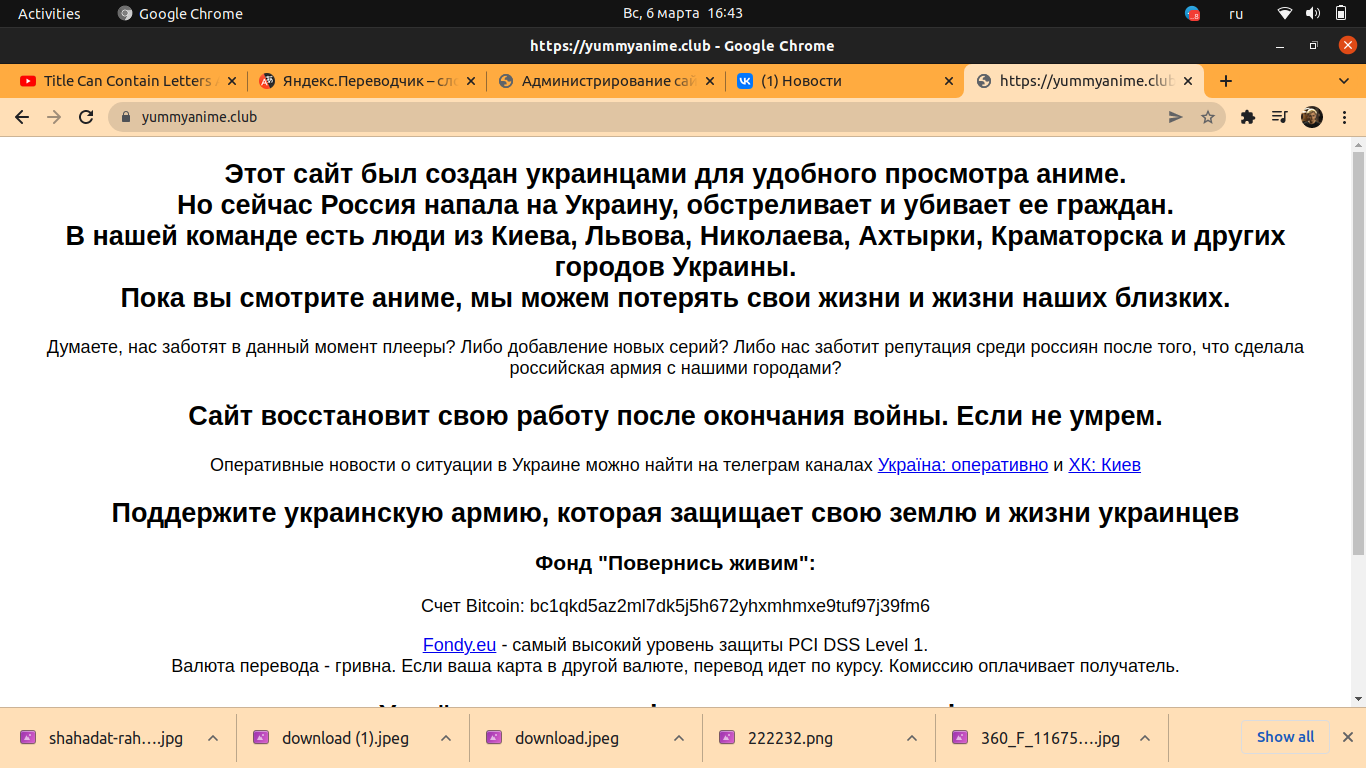 Activities
Google Chrome
Вс, 6 марта 16:43
ru
https://yummyanime.club - Google Chrome
Title Can Contain Letters
Яндекс.Переводчик – сло
Администрирование сай
(1) Новости
https://yummyanime.club
yummyanime.club
Этот сайт был создан украинцами для удобного просмотра аниме.
Но сейчас Россия напала на Украину, обстреливает и убивает ее граждан.
В нашей команде есть люди из Киева, Львова, Николаева, Ахтырки, Краматорска и других
городов Украины.
Пока вы смотрите аниме, мы можем потерять свои жизни и жизни наших близких.
Думаете, нас заботят в данный момент плееры? Либо добавление новых серий? Либо нас заботит репутация среди россиян после того, что сделала
российская армия с нашими городами?
Сайт восстановит свою работу после окончания войны. Если не умрем.
Оперативные новости о ситуации в Украине можно найти на телеграм каналах Україна: оперативно и ХК: Киев
Поддержите украинскую армию, которая защищает свою землю и жизни украинцев
Фонд "Повернись живим":
Счет Bitcoin: bc1qkd5az2ml7dk5j5h672yhxmhmxe9tuf97j39fm6
Fondy.eu - самый высокий уровень защиты PCI DSS Level 1.
Валюта перевода - гривна. Если ваша карта в другой валюте, перевод идет по курсу. Комиссию оплачивает получатель.
shahadat-rah….jpg
download (1).jpeg
download.jpeg
222232.png
360_F_11675….jpg
Show all